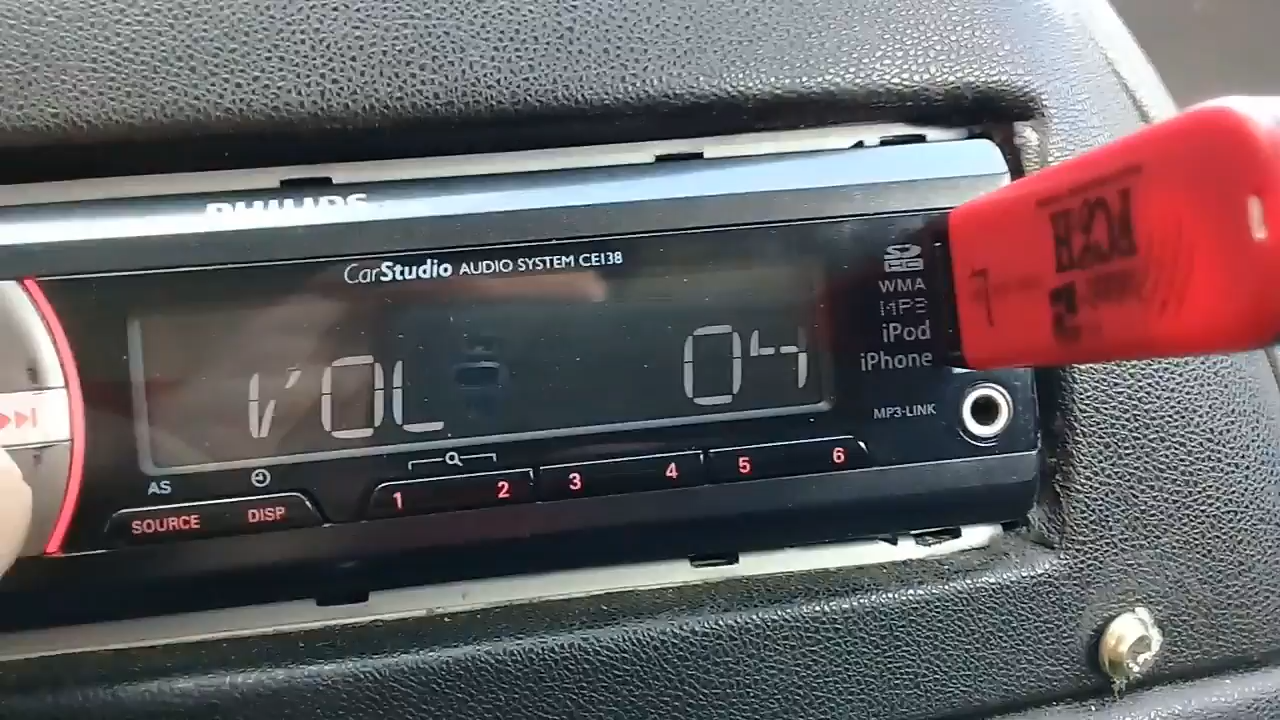 PHILIPS
CarStudio AUDIO SYSTEM CE138
VOL 04
WMA
MP3
iPod
iPhone
MP3-LINK
AS
SOURCE DISP
1 2 3 4 5 6